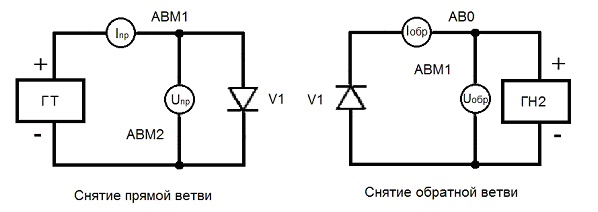 АВМ1
Iпр
+
ГТ
Uпр
V1
-
АВМ2
Снятие прямой ветви
АВ0
Iобр
+
АВМ1
V1
Uобр
ГН2
-
Снятие обратной ветви